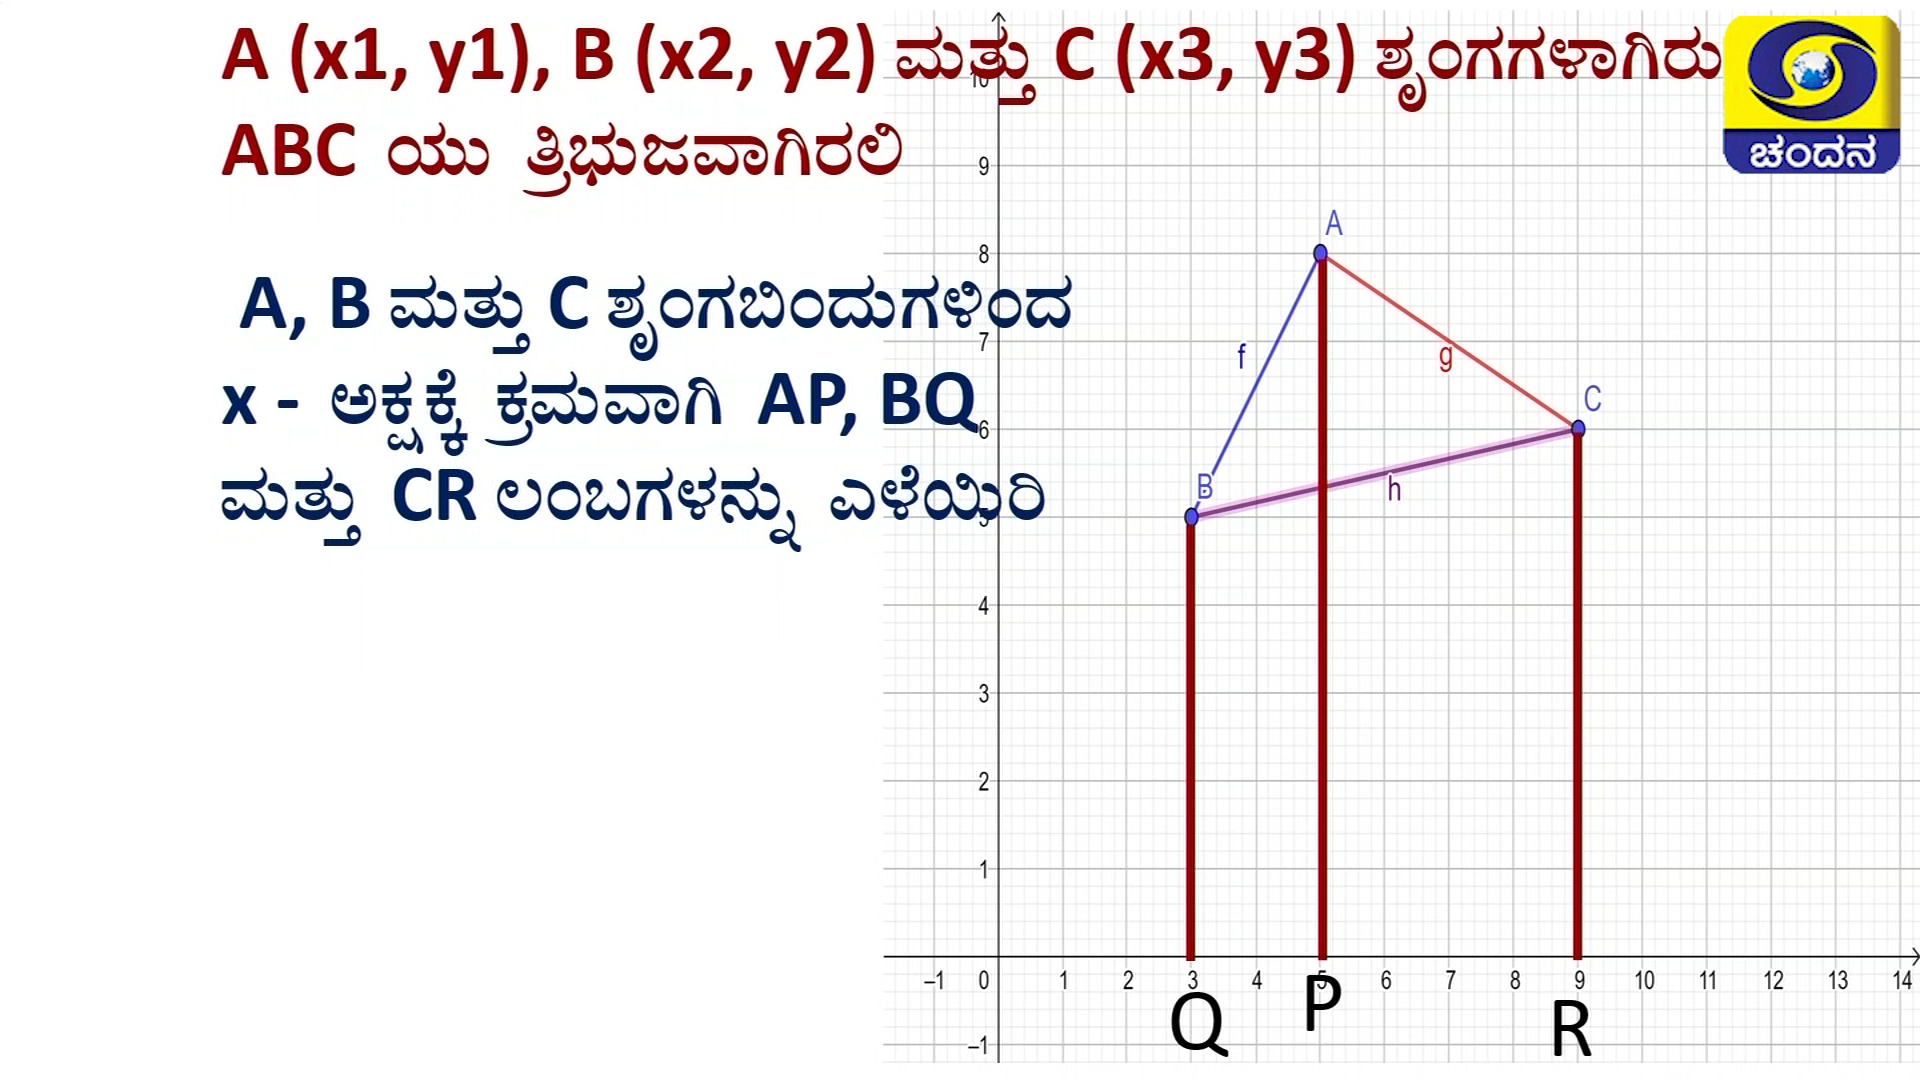 A (x1, y1), B (x2, y2) ಮತ್ತು C (x3, y3) ಶೃಂಗಗಳಾಗಿರು
ABC ಯು ತ್ರಿಭುಜವಾಗಿರಲಿ
ಚಂದನ
A, B ಮತ್ತು C ಶೃಂಗಬಿಂದುಗಳಿಂದ
x - ಅಕ್ಷಕ್ಕೆ ಕ್ರಮವಾಗಿ AP, BQ
ಮತ್ತು CR ಲಂಬಗಳನ್ನು ಎಳೆಯಿರಿ
10
9
A
8
7
f
g
C
6
B
h
5
4
3
2
1
–1 0 1 2 3 4 5 6 7 8 9 10 11 12 13 14
Q P R
–1